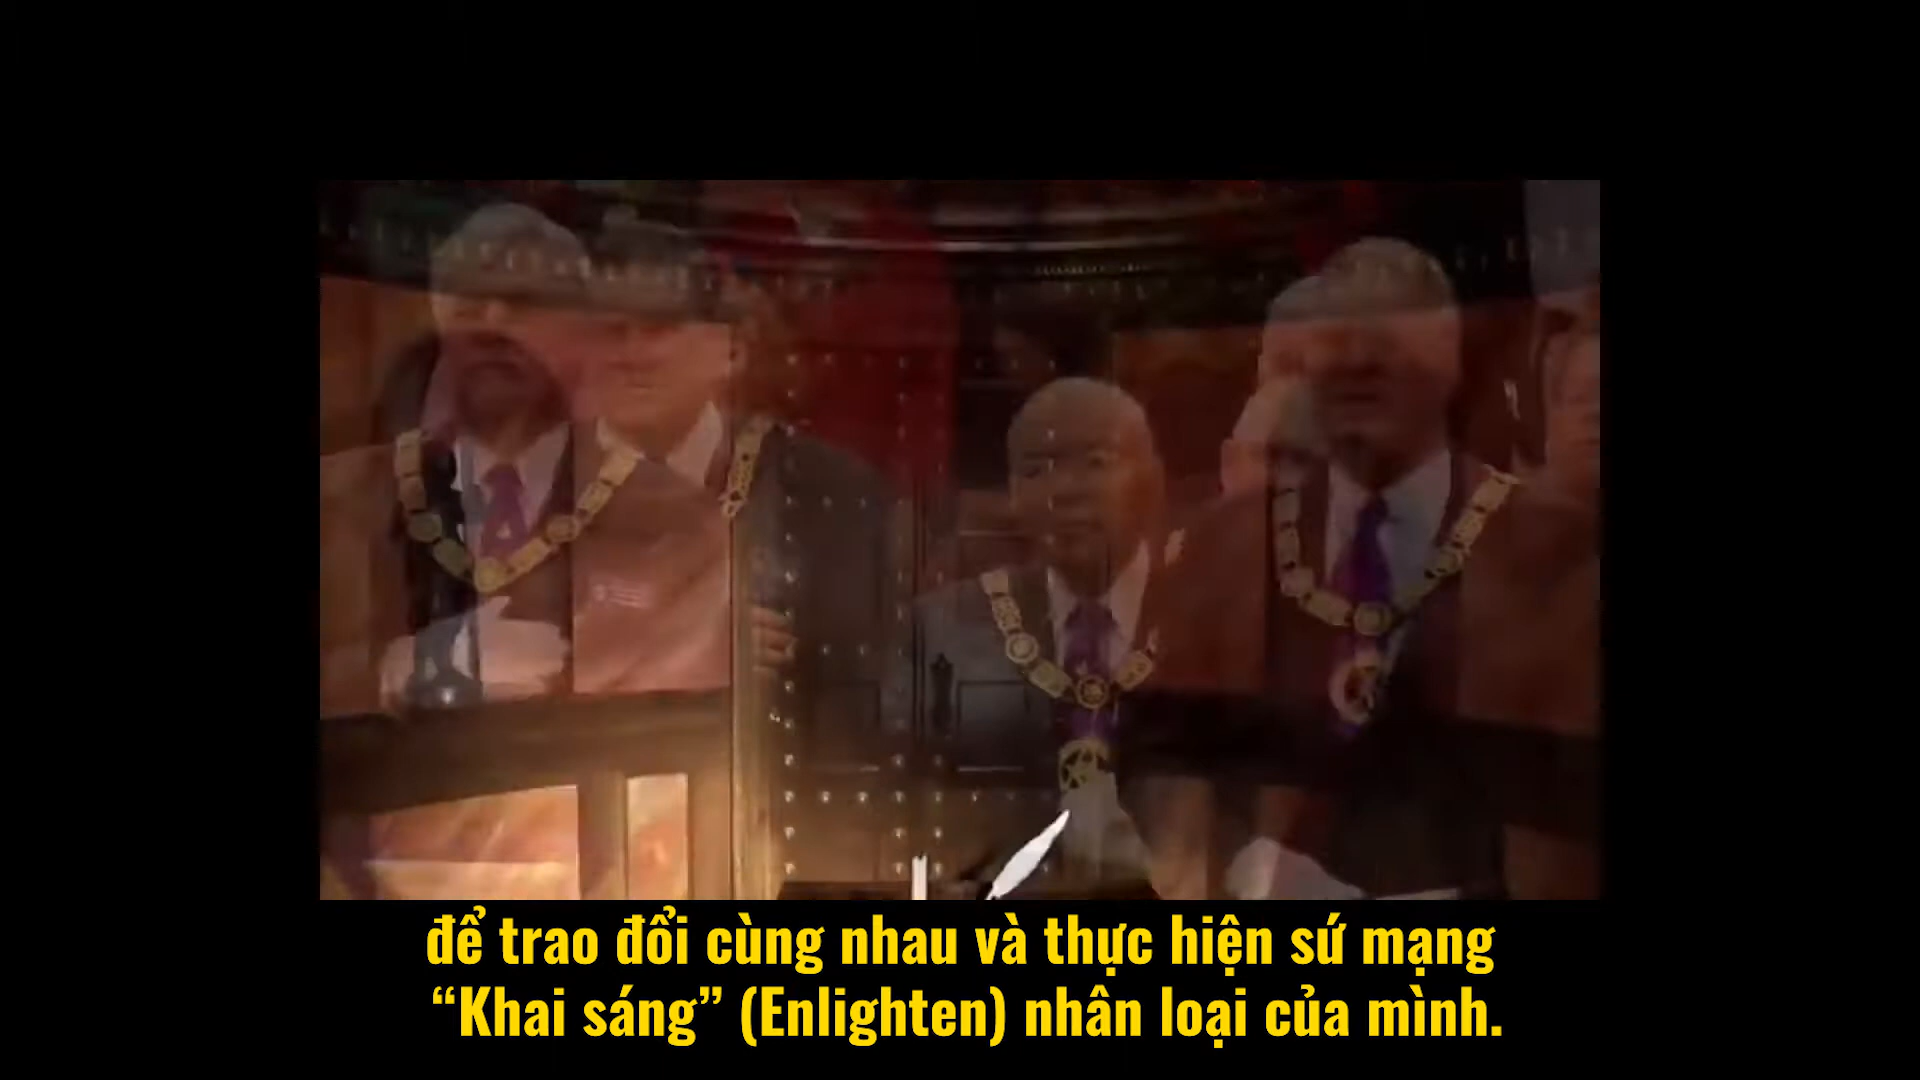 để trao đổi cùng nhau và thực hiện sứ mạng
“Khai sáng” (Enlighten) nhân loại của mình.